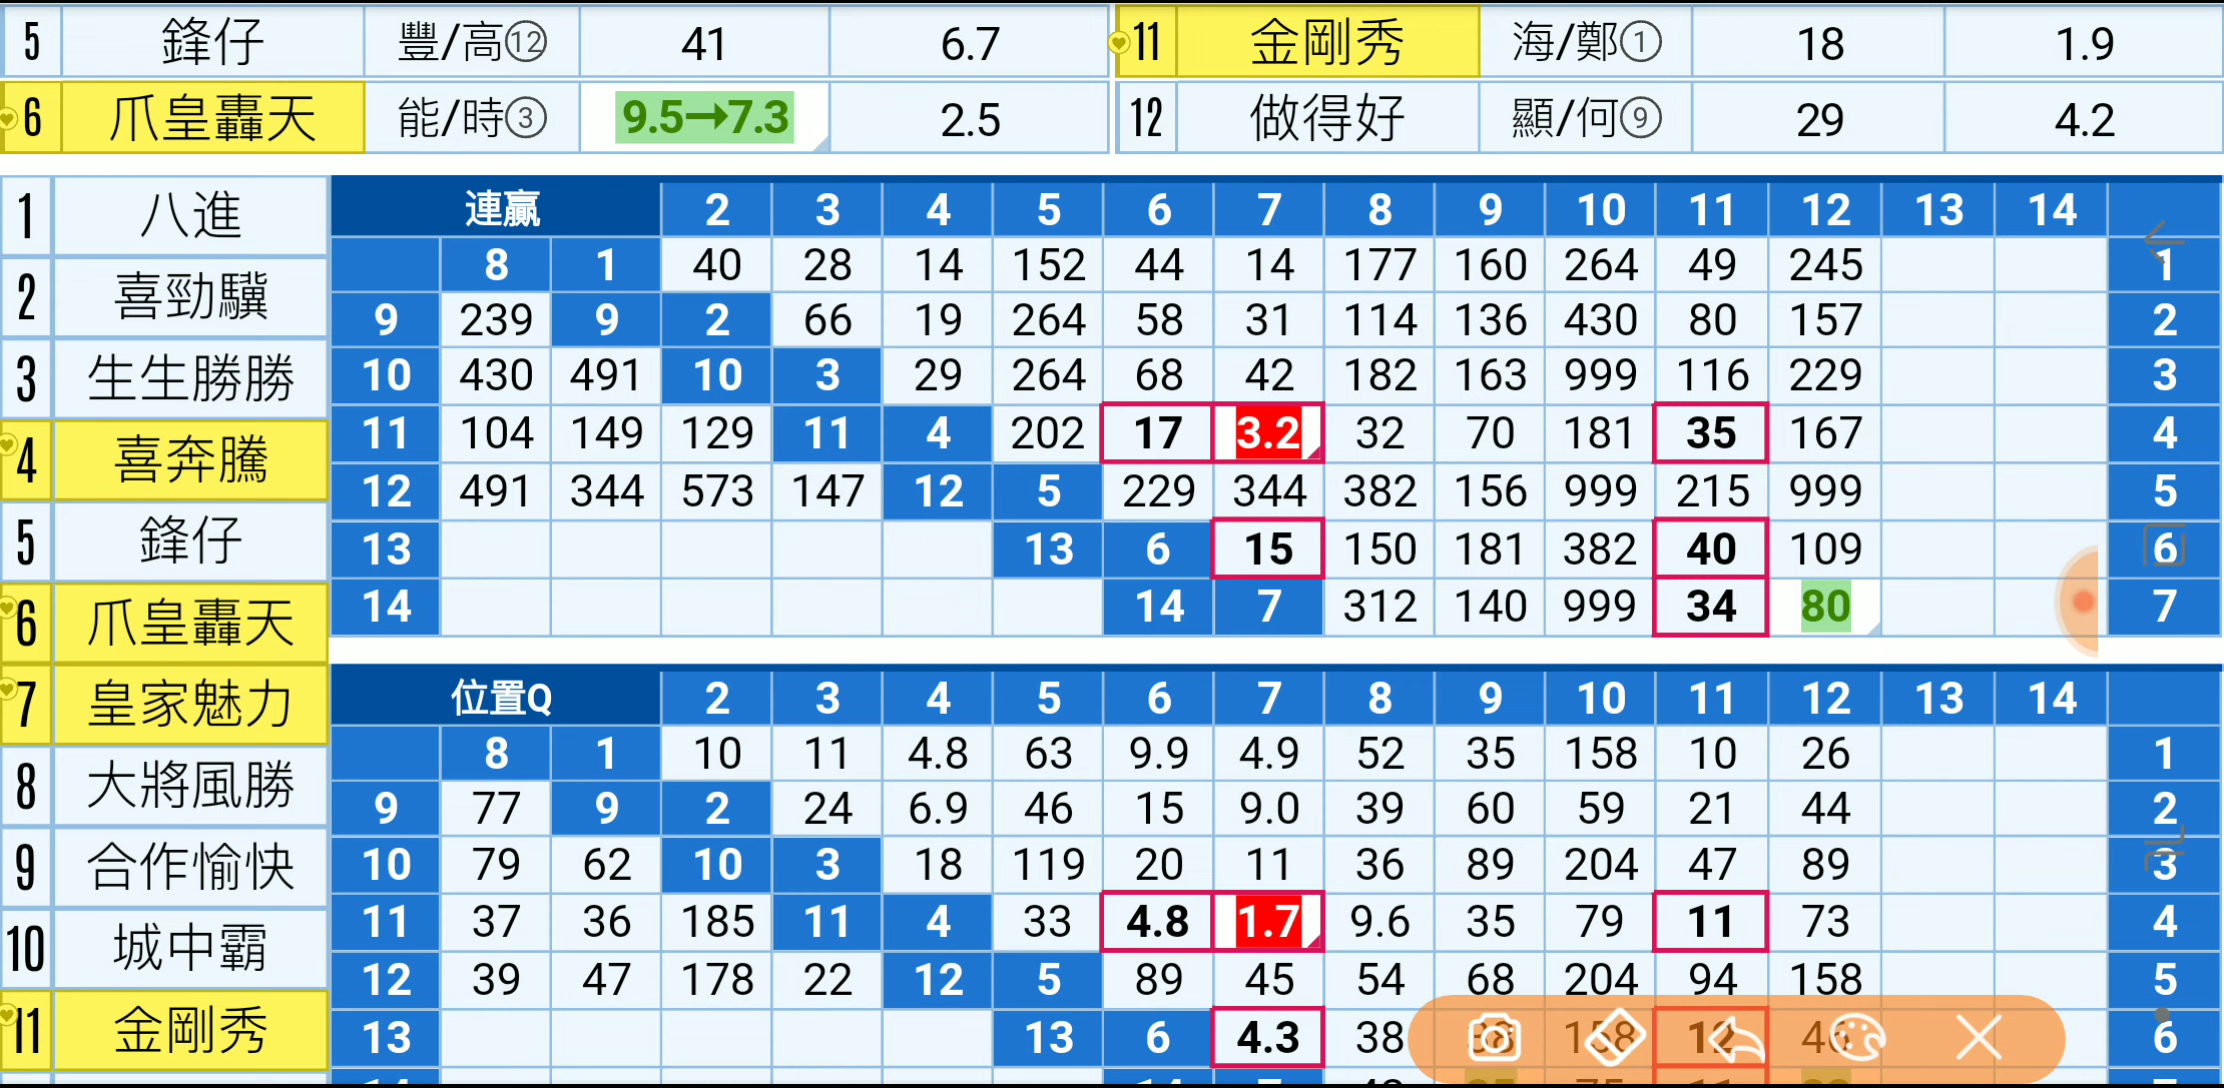 5 鋒仔 豐/高⑫ 41 6.7 11 金剛秀 海/鄭① 18 1.9
6 爪皇轟天 能/時③ 9.5→7.3 2.5 12 做得好 顯/何⑨ 29 4.2
1 八進
2 喜勁驥
3 生生勝勝
4 喜奔騰
5 鋒仔
6 爪皇轟天
7 皇家魅力
8 大將風勝
9 合作愉快
10 城中霸
11 金剛秀
連贏 2 3 4 5 6 7 8 9 10 11 12 13 14
8 1 40 28 14 152 44 14 177 160 264 49 245 1
9 239 9 2 66 19 264 58 31 114 136 430 80 157 2
10 430 491 10 3 29 264 68 42 182 163 999 116 229 3
11 104 149 129 11 4 202 17 3.2 32 70 181 35 167 4
12 491 344 573 147 12 5 229 344 382 156 999 215 999 5
13 13 6 15 150 181 382 40 109 6
14 14 7 312 140 999 34 80 7
位置Q 2 3 4 5 6 7 8 9 10 11 12 13 14
8 1 10 11 4.8 63 9.9 4.9 52 35 158 10 26 1
9 77 9 2 24 6.9 46 15 9.0 39 60 59 21 44 2
10 79 62 10 3 18 119 20 11 36 89 204 47 89 3
11 37 36 185 11 4 33 4.8 1.7 9.6 35 79 11 73 4
12 39 47 178 22 12 5 89 45 54 68 204 94 158 5
13 13 6 4.3 38 158 12 6